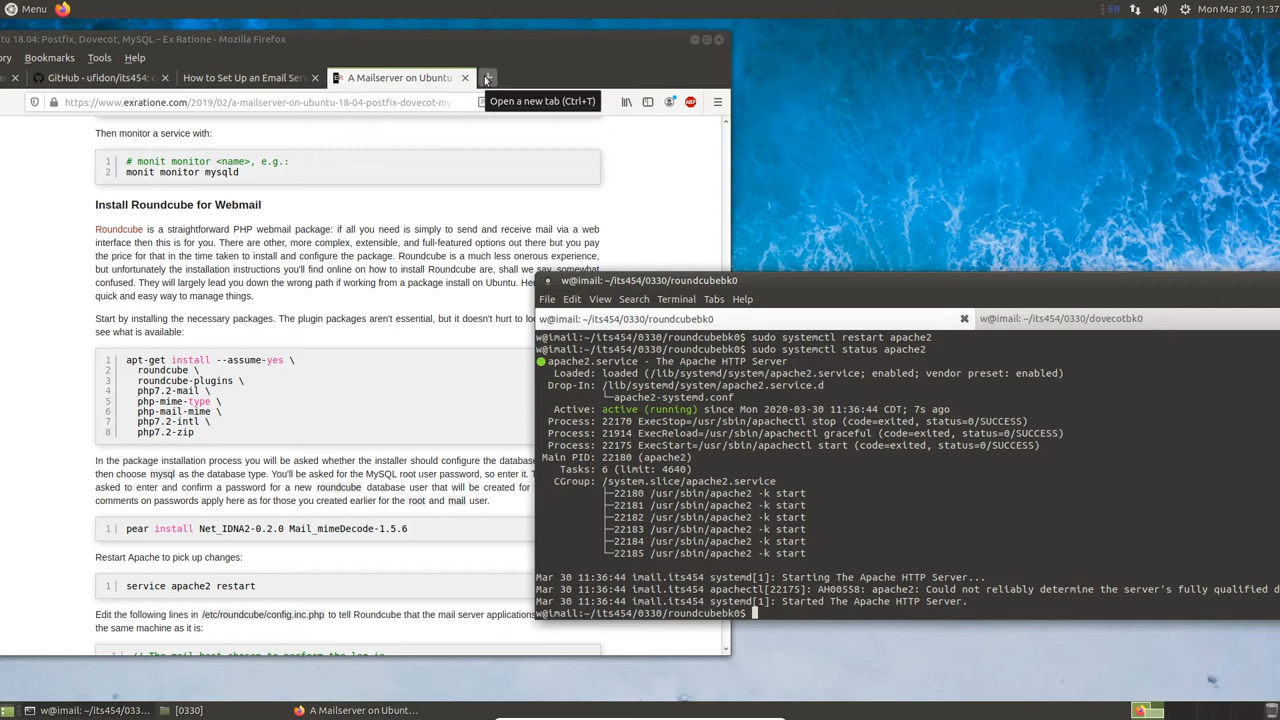 Menu
EN
Mon Mar 30, 11:37
tu 18.04: Postfix, Dovecot, MySQL – Ex Ratione - Mozilla Firefox
ory Bookmarks Tools Help
GitHub - ufidon/its454:
How to Set Up an Email Serv
A Mailserver on Ubuntu
https://www.exratione.com/2019/02/a-mailserver-on-ubuntu-18-04-postfix-dovecot-my
Open a new tab (Ctrl+T)
ABP
Then monitor a service with:
1 # monit monitor <name>, e.g.:
2 monit monitor mysqld
Install Roundcube for Webmail
Roundcube is a straightforward PHP webmail package: if all you need is simply to send and receive mail via a web
interface then this is for you. There are other, more complex, extensible, and full-featured options out there but you pay
the price for that in the time taken to install and configure the package. Roundcube is a much less onerous experience,
but unfortunately the installation instructions you'll find online on how to install Roundcube are, shall we say, somewhat
confused. They will largely lead you down the wrong path if working from a package install on Ubuntu. He
quick and easy way to manage things.
Start by installing the necessary packages. The plugin packages aren't essential, but it doesn't hurt to lo
see what is available:
1 apt-get install --assume-yes \
2 roundcube \
3 roundcube-plugins \
4 php7.2-mail \
5 php-mime-type \
6 php-mail-mime \
7 php7.2-intl \
8 php7.2-zip
In the package installation process you will be asked whether the installer should configure the databas
then choose mysql as the database type. You'll be asked for the MySQL root user password, so enter it. T
asked to enter and confirm a password for a new roundcube database user that will be created for
comments on passwords apply here as for those you created earlier for the root and mail user.
1 pear install Net_IDNA2-0.2.0 Mail_mimeDecode-1.5.6
Restart Apache to pick up changes:
1 service apache2 restart
Edit the following lines in /etc/roundcube/config.inc.php to tell Roundcube that the mail server applications
the same machine as it is:
1 // The mail host chosen to perform the log-in
w@imail: ~/its454/0330/roundcubebk0
File Edit View Search Terminal Tabs Help
w@imail: ~/its454/0330/roundcubebk0
w@imail: ~/its454/0330/dovecotbk0
w@imail:~/its454/0330/roundcubebk0$ sudo systemctl restart apache2
w@imail:~/its454/0330/roundcubebk0$ sudo systemctl status apache2
apache2.service - The Apache HTTP Server
Loaded: loaded (/lib/systemd/system/apache2.service; enabled; vendor preset: enabled)
Drop-In: /lib/systemd/system/apache2.service.d
└─apache2-systemd.conf
Active: active (running) since Mon 2020-03-30 11:36:44 CDT; 7s ago
Process: 22170 ExecStop=/usr/sbin/apachectl stop (code=exited, status=0/SUCCESS)
Process: 21914 ExecReload=/usr/sbin/apachectl graceful (code=exited, status=0/SUCCESS)
Process: 22175 ExecStart=/usr/sbin/apachectl start (code=exited, status=0/SUCCESS)
Main PID: 22180 (apache2)
Tasks: 6 (limit: 4640)
CGroup: /system.slice/apache2.service
├─22180 /usr/sbin/apache2 -k start
├─22181 /usr/sbin/apache2 -k start
├─22182 /usr/sbin/apache2 -k start
├─22183 /usr/sbin/apache2 -k start
├─22184 /usr/sbin/apache2 -k start
└─22185 /usr/sbin/apache2 -k start
Mar 30 11:36:44 imail.its454 systemd[1]: Starting The Apache HTTP Server...
Mar 30 11:36:44 imail.its454 apachectl[22175]: AH00558: apache2: Could not reliably determine the server's fully qualified d
Mar 30 11:36:44 imail.its454 systemd[1]: Started The Apache HTTP Server.
w@imail:~/its454/0330/roundcubebk0$
w@imail: ~/its454/033...
[0330]
A Mailserver on Ubunt...